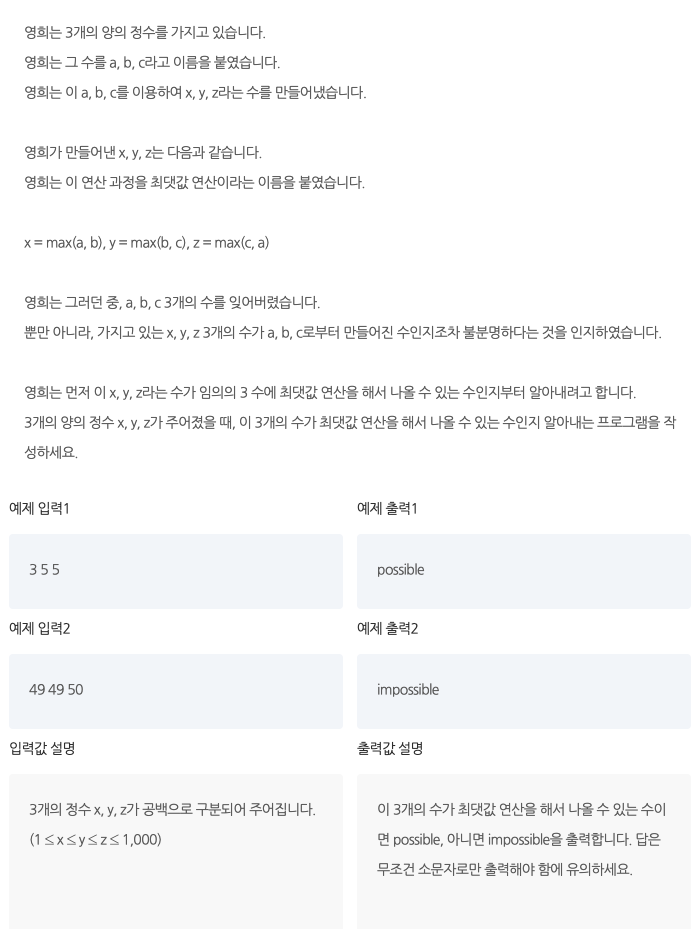 영희는 3개의 양의 정수를 가지고 있습니다.
영희는 그 수를 a, b, c라고 이름을 붙였습니다.
영희는 이 a, b, c를 이용하여 x, y, z라는 수를 만들어냈습니다.
영희가 만들어낸 x, y, z는 다음과 같습니다.
영희는 이 연산 과정을 최댓값 연산이라는 이름을 붙였습니다.
x = max(a, b), y = max(b, c), z = max(c, a)
영희는 그러던 중, a, b, c 3개의 수를 잊어버렸습니다.
뿐만 아니라, 가지고 있는 x, y, z 3개의 수가 a, b, c로부터 만들어진 수인지조차 불분명하다는 것을 인지하였습니다.
영희는 먼저 이 x, y, z라는 수가 임의의 3 수에 최댓값 연산을 해서 나올 수 있는 수인지부터 알아내려고 합니다.
3개의 양의 정수 x, y, z가 주어졌을 때, 이 3개의 수가 최댓값 연산을 해서 나올 수 있는 수인지 알아내는 프로그램을 작
성하세요.
예제 입력1
예제 출력1
3 5 5
possible
예제 입력2
예제 출력2
49 49 50
impossible
입력값 설명
출력값 설명
3개의 정수 x, y, z가 공백으로 구분되어 주어집니다.
(1 ≤ x ≤ y ≤ z ≤ 1,000)
이 3개의 수가 최댓값 연산을 해서 나올 수 있는 수이
면 possible, 아니면 impossible을 출력합니다. 답은
무조건 소문자로만 출력해야 함에 유의하세요.